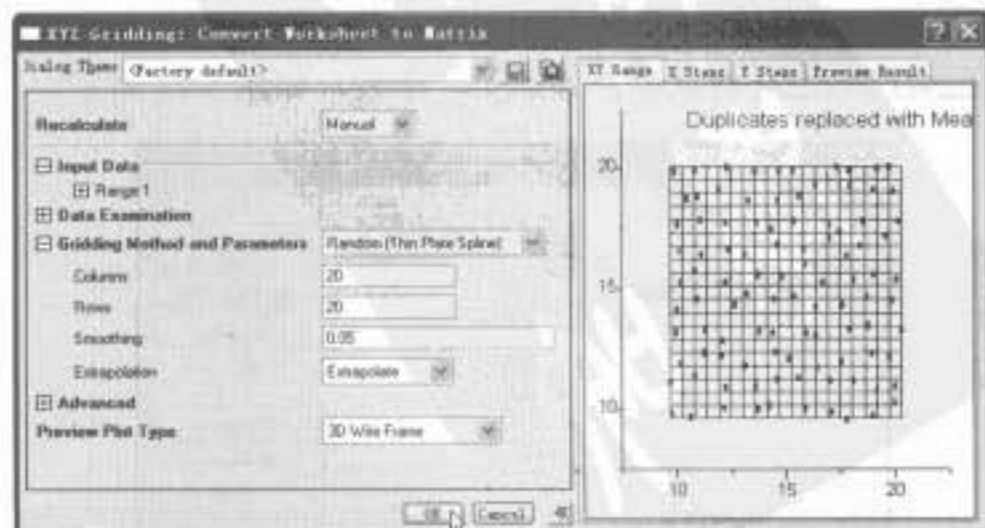 XYZ Gridding: Convert Worksheet to Matrix
Dialog Theme <Factory default>
Recalculate Manual
Input Data
Range 1
Data Examination
Gridding Method and Parameters Random (Thin Plate Spline)
Columns 20
Rows 20
Smoothing 0.05
Extrapolation Extrapolate
Advanced
Preview Plot Type 3D Wire Frame
OK Cancel
XY Range X Steps Y Steps Preview Result
Duplicates replaced with Mea
20
15
10
10 15 20